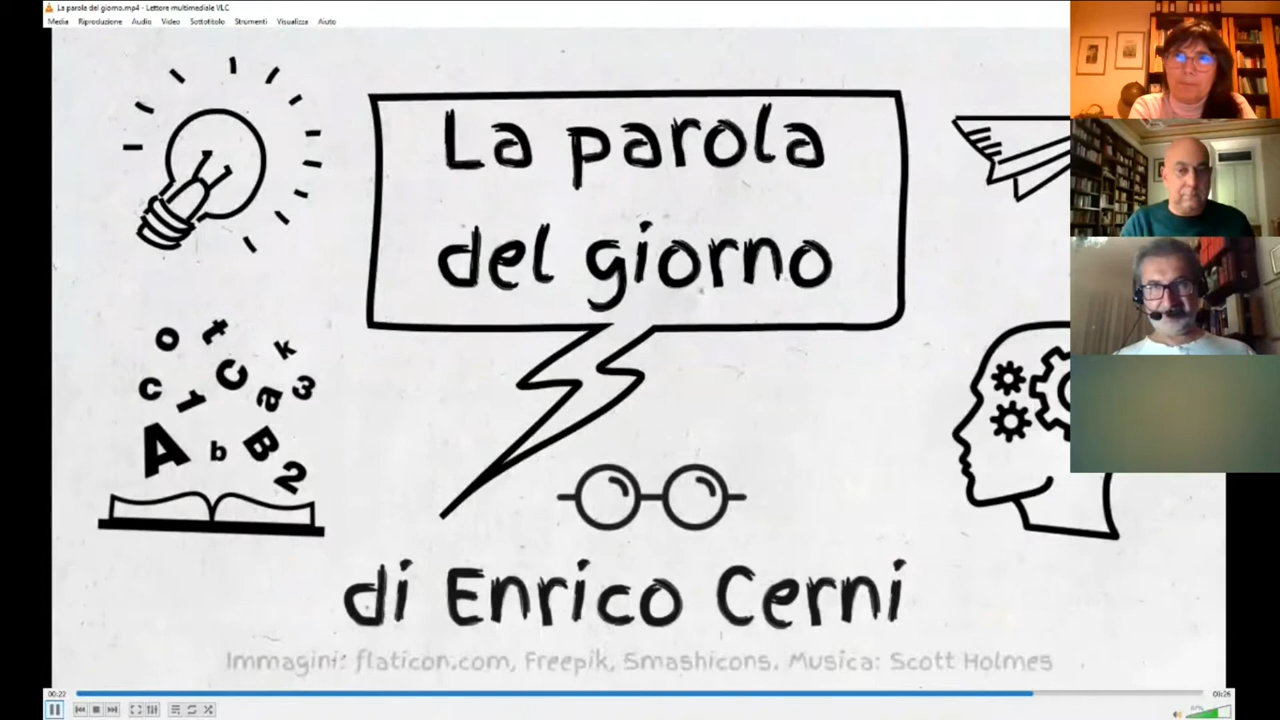 La parola del giorno.mp4 - Lettore multimediale VLC
Media Riproduzione Audio Video Sottotitolo Strumenti Visualizza Aiuto
La parola
del giorno
o t k
c C 3
1 a
A b B 2
di Enrico Cerni
Immagini: flaticon.com, Freepik, Smashicons. Musica: Scott Holmes
00:22
00:26